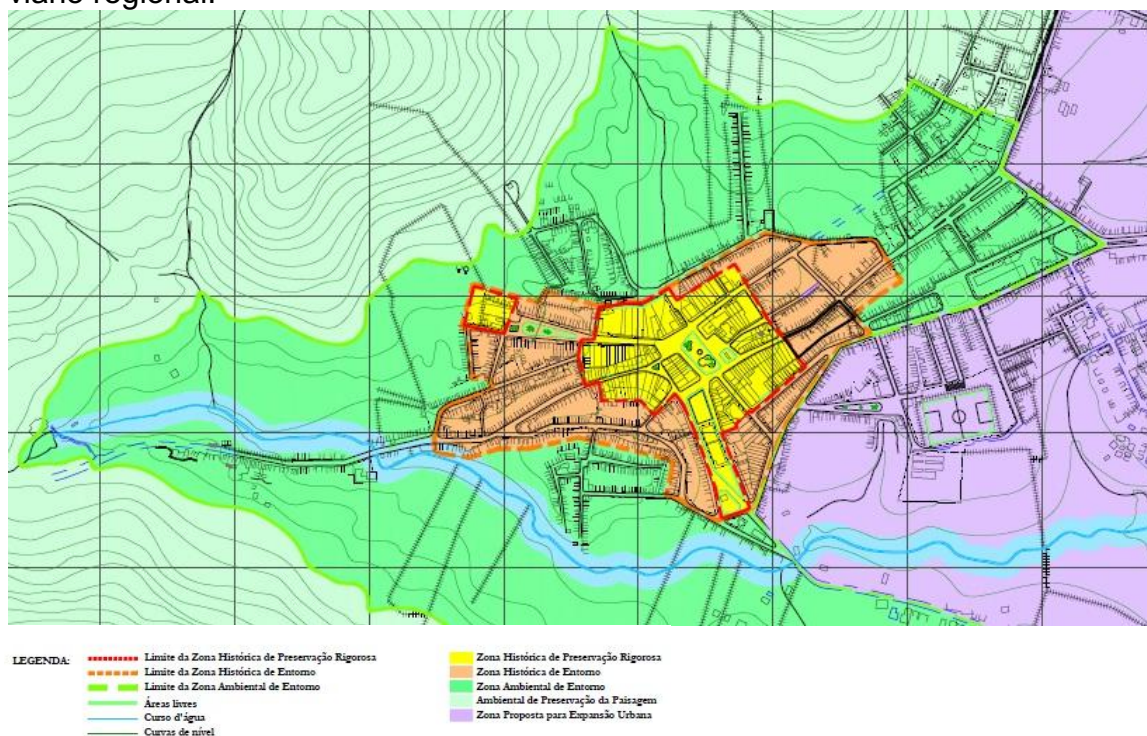 viário regional.
LEGENDA:
Limite da Zona Histórica de Preservação Rigorosa
Limite da Zona Histórica de Entorno
Limite da Zona Ambiental de Entorno
Áreas livres
Curso d'água
Curvas de nível
Zona Histórica de Preservação Rigorosa
Zona Histórica de Entorno
Zona Ambiental de Entorno
Ambiental de Preservação da Paisagem
Zona Proposta para Expansão Urbana